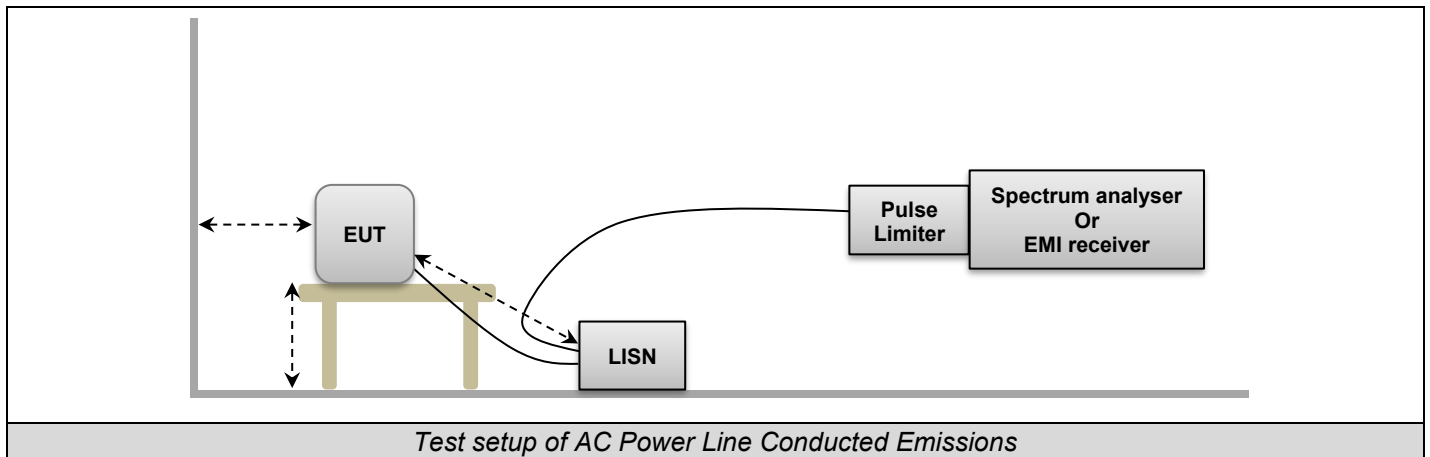 EUT
Pulse
Limiter
Spectrum analyser
Or
EMI receiver
LISN
Test setup of AC Power Line Conducted Emissions